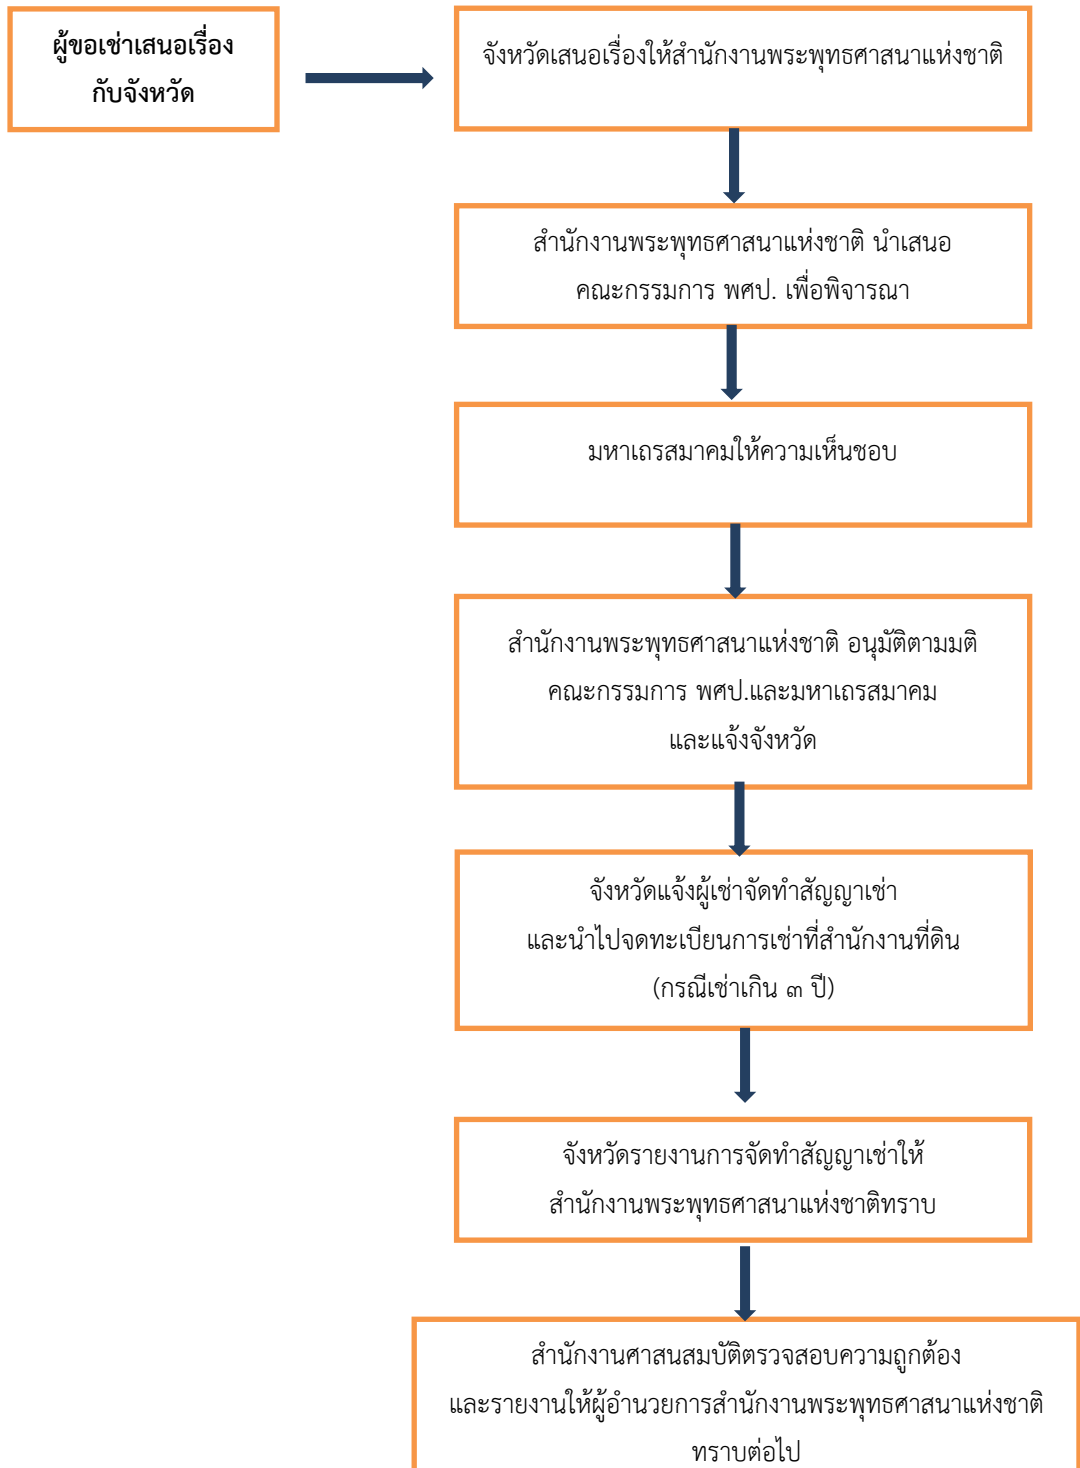 ผู้ขอเช่าเสนอเรื่อง
กับจังหวัด
จังหวัดเสนอเรื่องให้สำนักงานพระพุทธศาสนาแห่งชาติ
สำนักงานพระพุทธศาสนาแห่งชาติ นำเสนอ
คณะกรรมการ พศป. เพื่อพิจารณา
มหาเถรสมาคมให้ความเห็นชอบ
สำนักงานพระพุทธศาสนาแห่งชาติ อนุมัติตามมติ
คณะกรรมการ พศป.และมหาเถรสมาคม
และแจ้งจังหวัด
จังหวัดแจ้งผู้เช่าจัดทำสัญญาเช่า
และนำไปจดทะเบียนการเช่าที่สำนักงานที่ดิน
(กรณีเช่าเกิน ๓ ปี)
จังหวัดรายงานการจัดทำสัญญาเช่าให้
สำนักงานพระพุทธศาสนาแห่งชาติทราบ
สำนักงานศาสนสมบัติตรวจสอบความถูกต้อง
และรายงานให้ผู้อำนวยการสำนักงานพระพุทธศาสนาแห่งชาติ
ทราบต่อไป